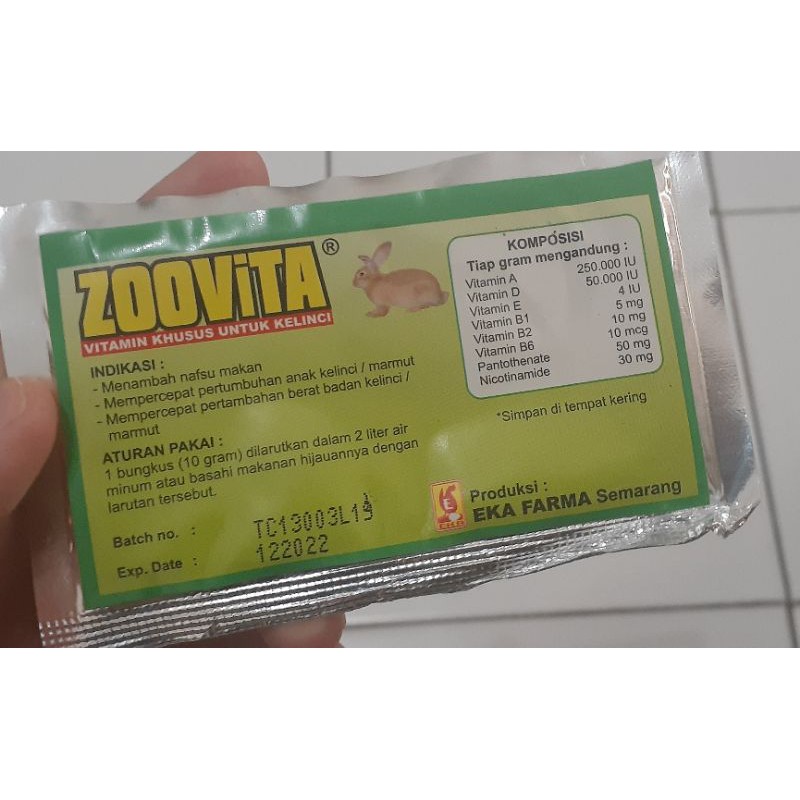 ZOOViTA®
VITAMIN KHUSUS UNTUK KELINCI
INDIKASI :
- Menambah nafsu makan
- Mempercepat pertumbuhan anak kelinci / marmut
- Mempercepat pertambahan berat badan kelinci /
marmut
ATURAN PAKAI :
1 bungkus (10 gram) dilarutkan dalam 2 liter air
minum atau basahi makanan hijauannya dengan
larutan tersebut.
Batch no. : TC13003L19
Exp. Date : 122022
KOMPOSISI
Tiap gram mengandung :
Vitamin A 250.000 IU
Vitamin D 50.000 IU
Vitamin E 4 IU
Vitamin B1 5 mg
Vitamin B2 10 mg
Vitamin B6 10 mcg
Pantothenate 50 mg
Nicotinamide 30 mg
*Simpan di tempat kering
Produksi :
EKA FARMA Semarang